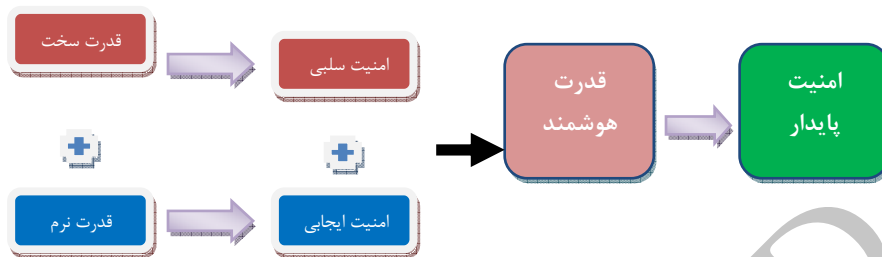 قدرت سخت
امنیت سلبی
قدرت
هوشمند
امنیت
پایدار
قدرت نرم
امنیت ایجابی